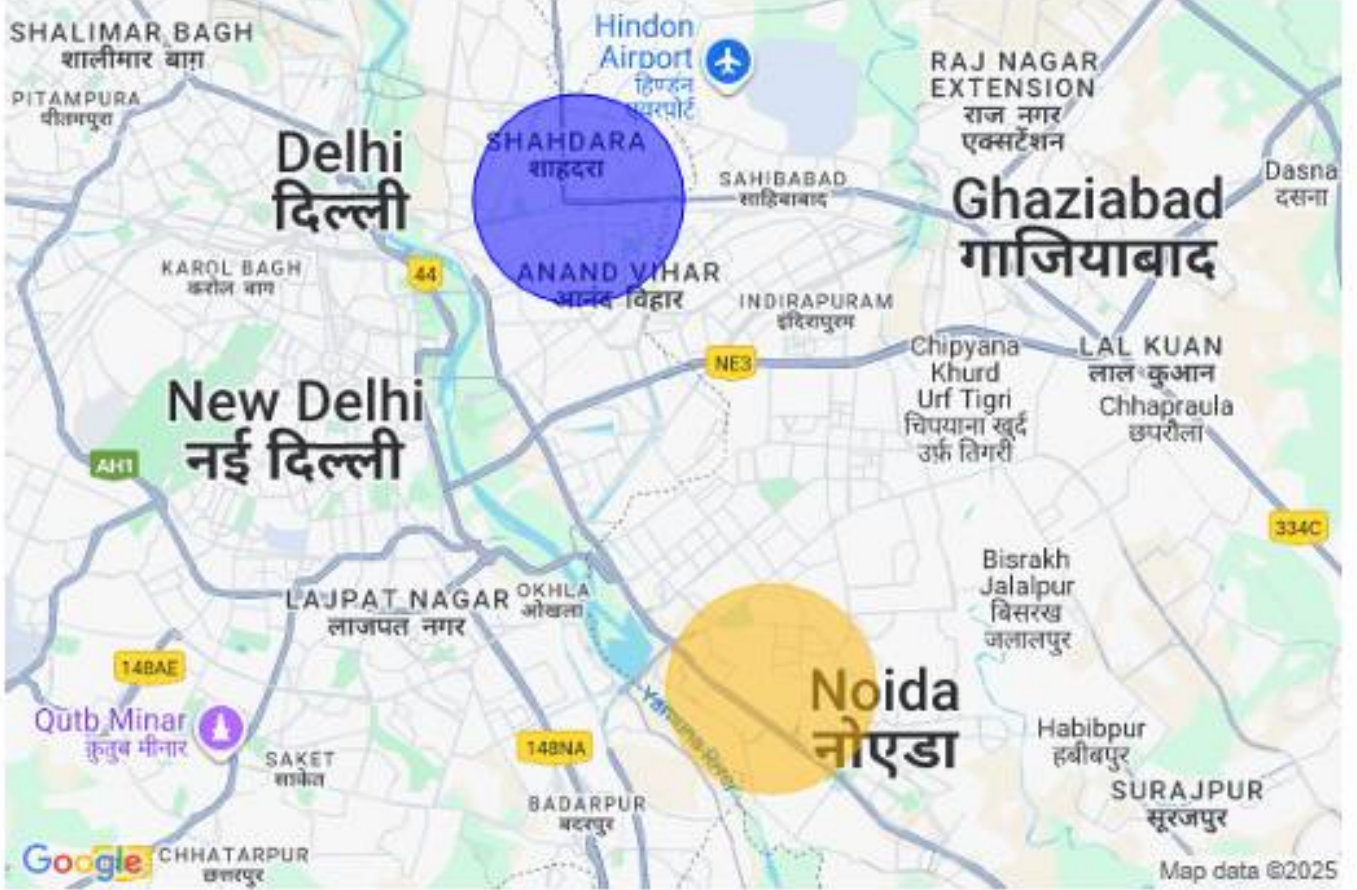 SHALIMAR BAGH
शालीमार बाग़
PITAMPURA
पीतमपुरा
Delhi
दिल्ली
Hindon
Airport
हिण्डन
एयरपोर्ट
SHAHDARA
शाहदरा
RAJ NAGAR
EXTENSION
राज नगर
एक्सटेंशन
SAHIBABAD
साहिबाबाद
Ghaziabad
गाजियाबाद
Dasna
दसना
KAROL BAGH
करोल बाग
44
ANAND VIHAR
आनंद विहार
INDIRAPURAM
इंदिरापुरम
NE3
Chipyana
Khurd
Urf Tigri
चिपयाना खुर्द
उर्फ़ तिगरी
LAL KUAN
लाल कुआन
Chhapraula
छपरौला
New Delhi
नई दिल्ली
AH1
334C
LAJPAT NAGAR
लाजपत नगर
OKHLA
ओखला
Bisrakh
Jalalpur
बिसरख
जलालपुर
148AE
Qutb Minar
क़ुतुब मीनार
SAKET
साकेत
148NA
Yamuna River
Noida
नोएडा
Habibpur
हबीबपुर
BADARPUR
बदरपुर
SURAJPUR
सूरजपुर
Google
CHHATARPUR
छत्तरपुर
Map data ©2025